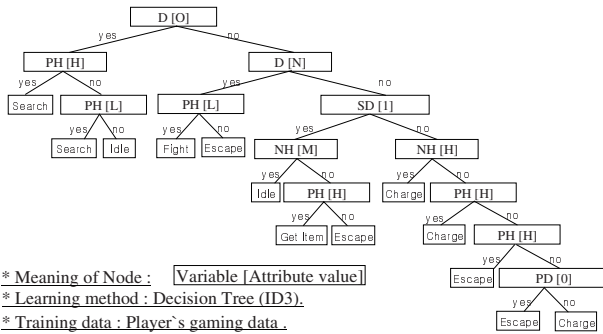 D [O]
yes no
PH [H] D [N]
yes no yes no
Search PH [L] PH [L] SD [1]
yes no yes no yes no
Search Idle Fight Escape NH [M] NH [H]
yes no yes no
Idle PH [H] Charge PH [H]
yes no yes no
Get Item Escape Charge PH [H]
yes no
* Meaning of Node : Variable [Attribute value] Escape PD [0]
* Learning method : Decision Tree (ID3).
yes no
* Training data : Player`s gaming data . Escape Charge